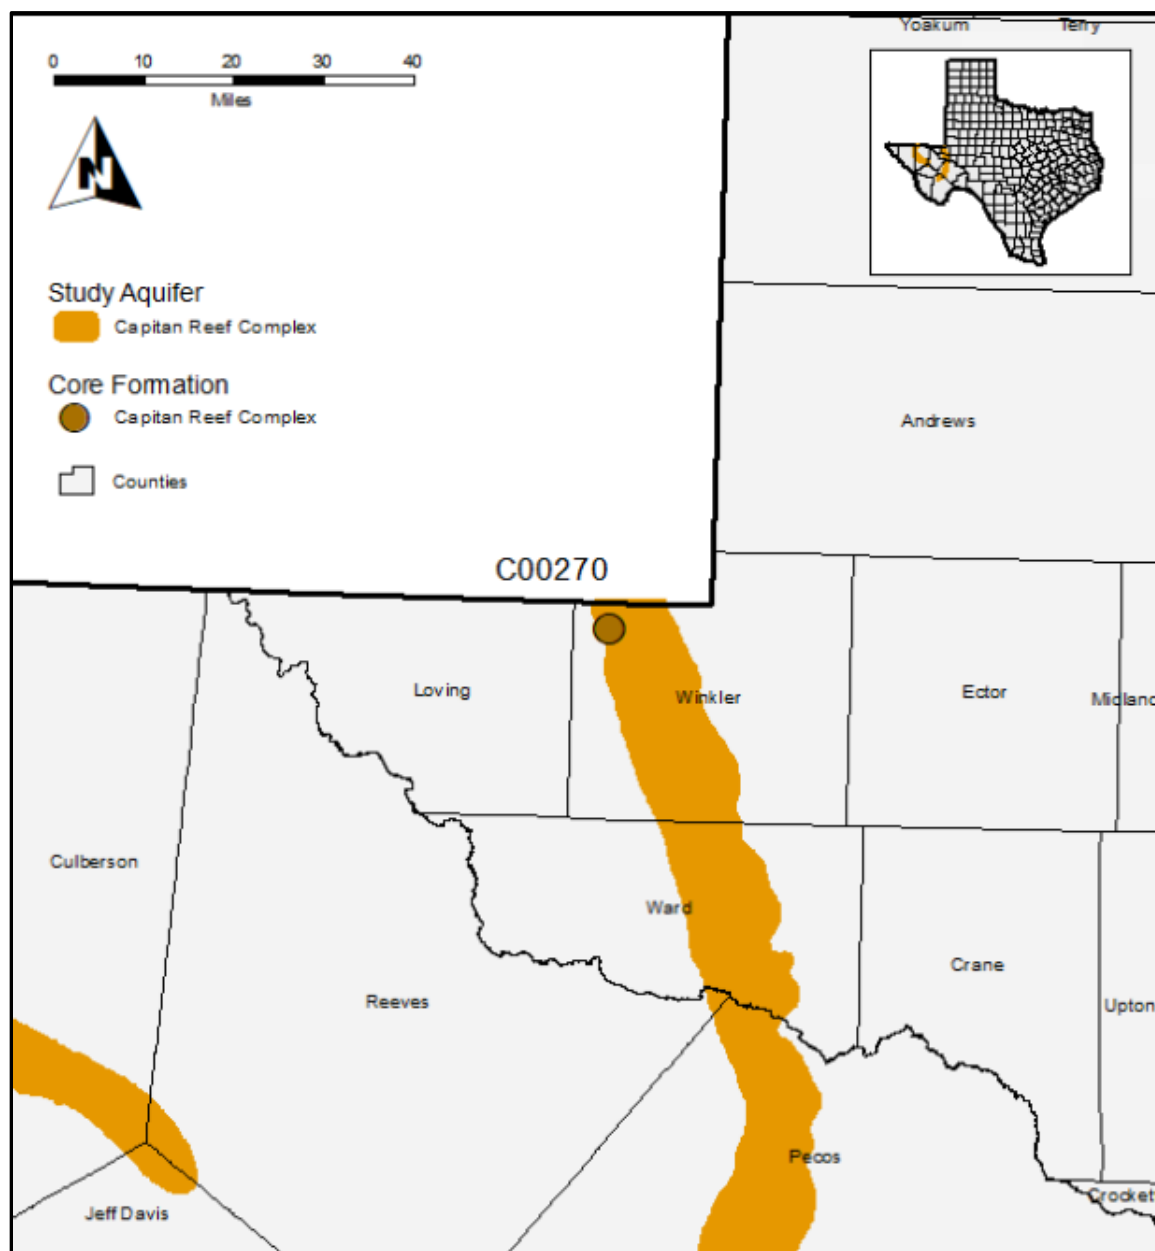 Yoakum Terry
0 10 20 30 40
Miles
N
Study Aquifer
Capitan Reef Complex
Core Formation
Capitan Reef Complex
Counties
Andrews
C00270
Loving
Winkler
Ector
Midland
Culberson
Ward
Crane
Reeves
Upton
Pecos
Crockett
Jeff Davis